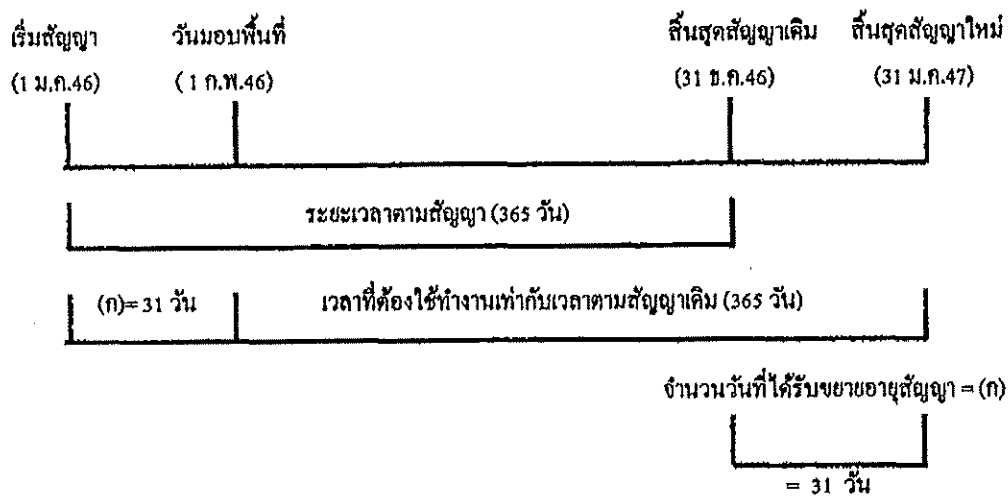 เริ่มสัญญา วันมอบพื้นที่ สิ้นสุดสัญญาเดิม สิ้นสุดสัญญาใหม่
(1 ม.ค.46) (1 ก.พ.46) (31 ธ.ค.46) (31 ม.ค.47)
ระยะเวลาตามสัญญา (365 วัน)
(ก)= 31 วัน เวลาที่ต้องใช้ทำงานเท่ากับเวลาตามสัญญาเดิม (365 วัน)
จำนวนวันที่ได้รับขยายอายุสัญญา = (ก)
= 31 วัน